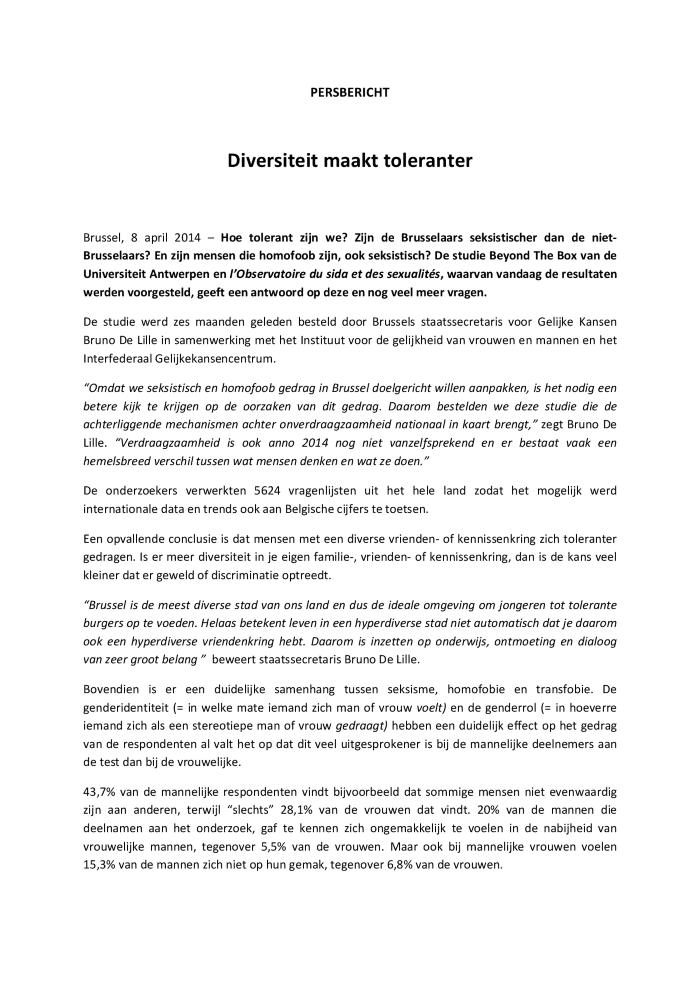 PERSBERICHT
Diversiteit maakt toleranter
Brussel, 8 april 2014 – Hoe tolerant zijn we? Zijn de Brusselaars seksistischer dan de niet-
Brusselaars? En zijn mensen die homofoob zijn, ook seksistisch? De studie Beyond The Box van de
Universiteit Antwerpen en l’Observatoire du sida et des sexualités, waarvan vandaag de resultaten
werden voorgesteld, geeft een antwoord op deze en nog veel meer vragen.
De studie werd zes maanden geleden besteld door Brussels staatssecretaris voor Gelijke Kansen
Bruno De Lille in samenwerking met het Instituut voor de gelijkheid van vrouwen en mannen en het
Interfederaal Gelijkekansencentrum.
“Omdat we seksistisch en homofoob gedrag in Brussel doelgericht willen aanpakken, is het nodig een
betere kijk te krijgen op de oorzaken van dit gedrag. Daarom bestelden we deze studie die de
achterliggende mechanismen achter onverdraagzaamheid nationaal in kaart brengt,” zegt Bruno De
Lille. “Verdraagzaamheid is ook anno 2014 nog niet vanzelfsprekend en er bestaat vaak een
hemelsbreed verschil tussen wat mensen denken en wat ze doen.”
De onderzoekers verwerkten 5624 vragenlijsten uit het hele land zodat het mogelijk werd
internationale data en trends ook aan Belgische cijfers te toetsen.
Een opvallende conclusie is dat mensen met een diverse vrienden- of kennissenkring zich toleranter
gedragen. Is er meer diversiteit in je eigen familie-, vrienden- of kennissenkring, dan is de kans veel
kleiner dat er geweld of discriminatie optreedt.
“Brussel is de meest diverse stad van ons land en dus de ideale omgeving om jongeren tot tolerante
burgers op te voeden. Helaas betekent leven in een hyperdiverse stad niet automatisch dat je daarom
ook een hyperdiverse vriendenkring hebt. Daarom is inzetten op onderwijs, ontmoeting en dialoog
van zeer groot belang ” beweert staatssecretaris Bruno De Lille.
Bovendien is er een duidelijke samenhang tussen seksisme, homofobie en transfobie. De
genderidentiteit (= in welke mate iemand zich man of vrouw voelt) en de genderrol (= in hoeverre
iemand zich als een stereotiepe man of vrouw gedraagt) hebben een duidelijk effect op het gedrag
van de respondenten al valt het op dat dit veel uitgesprokener is bij de mannelijke deelnemers aan
de test dan bij de vrouwelijke.
43,7% van de mannelijke respondenten vindt bijvoorbeeld dat sommige mensen niet evenwaardig
zijn aan anderen, terwijl “slechts” 28,1% van de vrouwen dat vindt. 20% van de mannen die
deelnamen aan het onderzoek, gaf te kennen zich ongemakkelijk te voelen in de nabijheid van
vrouwelijke mannen, tegenover 5,5% van de vrouwen. Maar ook bij mannelijke vrouwen voelen
15,3% van de mannen zich niet op hun gemak, tegenover 6,8% van de vrouwen.